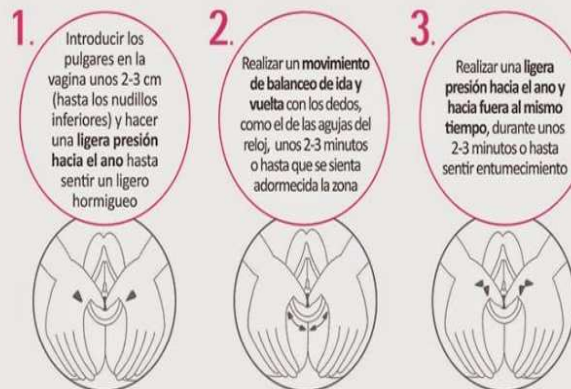 1.
Introducir los
pulgares en la
vagina unos 2-3 cm
(hasta los nudillos
inferiores) y hacer
una ligera presión
hacia el ano hasta
sentir un ligero
hormigueo
2.
Realizar un movimiento
de balanceo de ida y
vuelta con los dedos,
como el de las agujas del
reloj, unos 2-3 minutos
o hasta que se sienta
adormecida la zona
3.
Realizar una ligera
presión hacia el ano y
hacia fuera al mismo
tiempo, durante unos
2-3 minutos o hasta
sentir entumecimiento